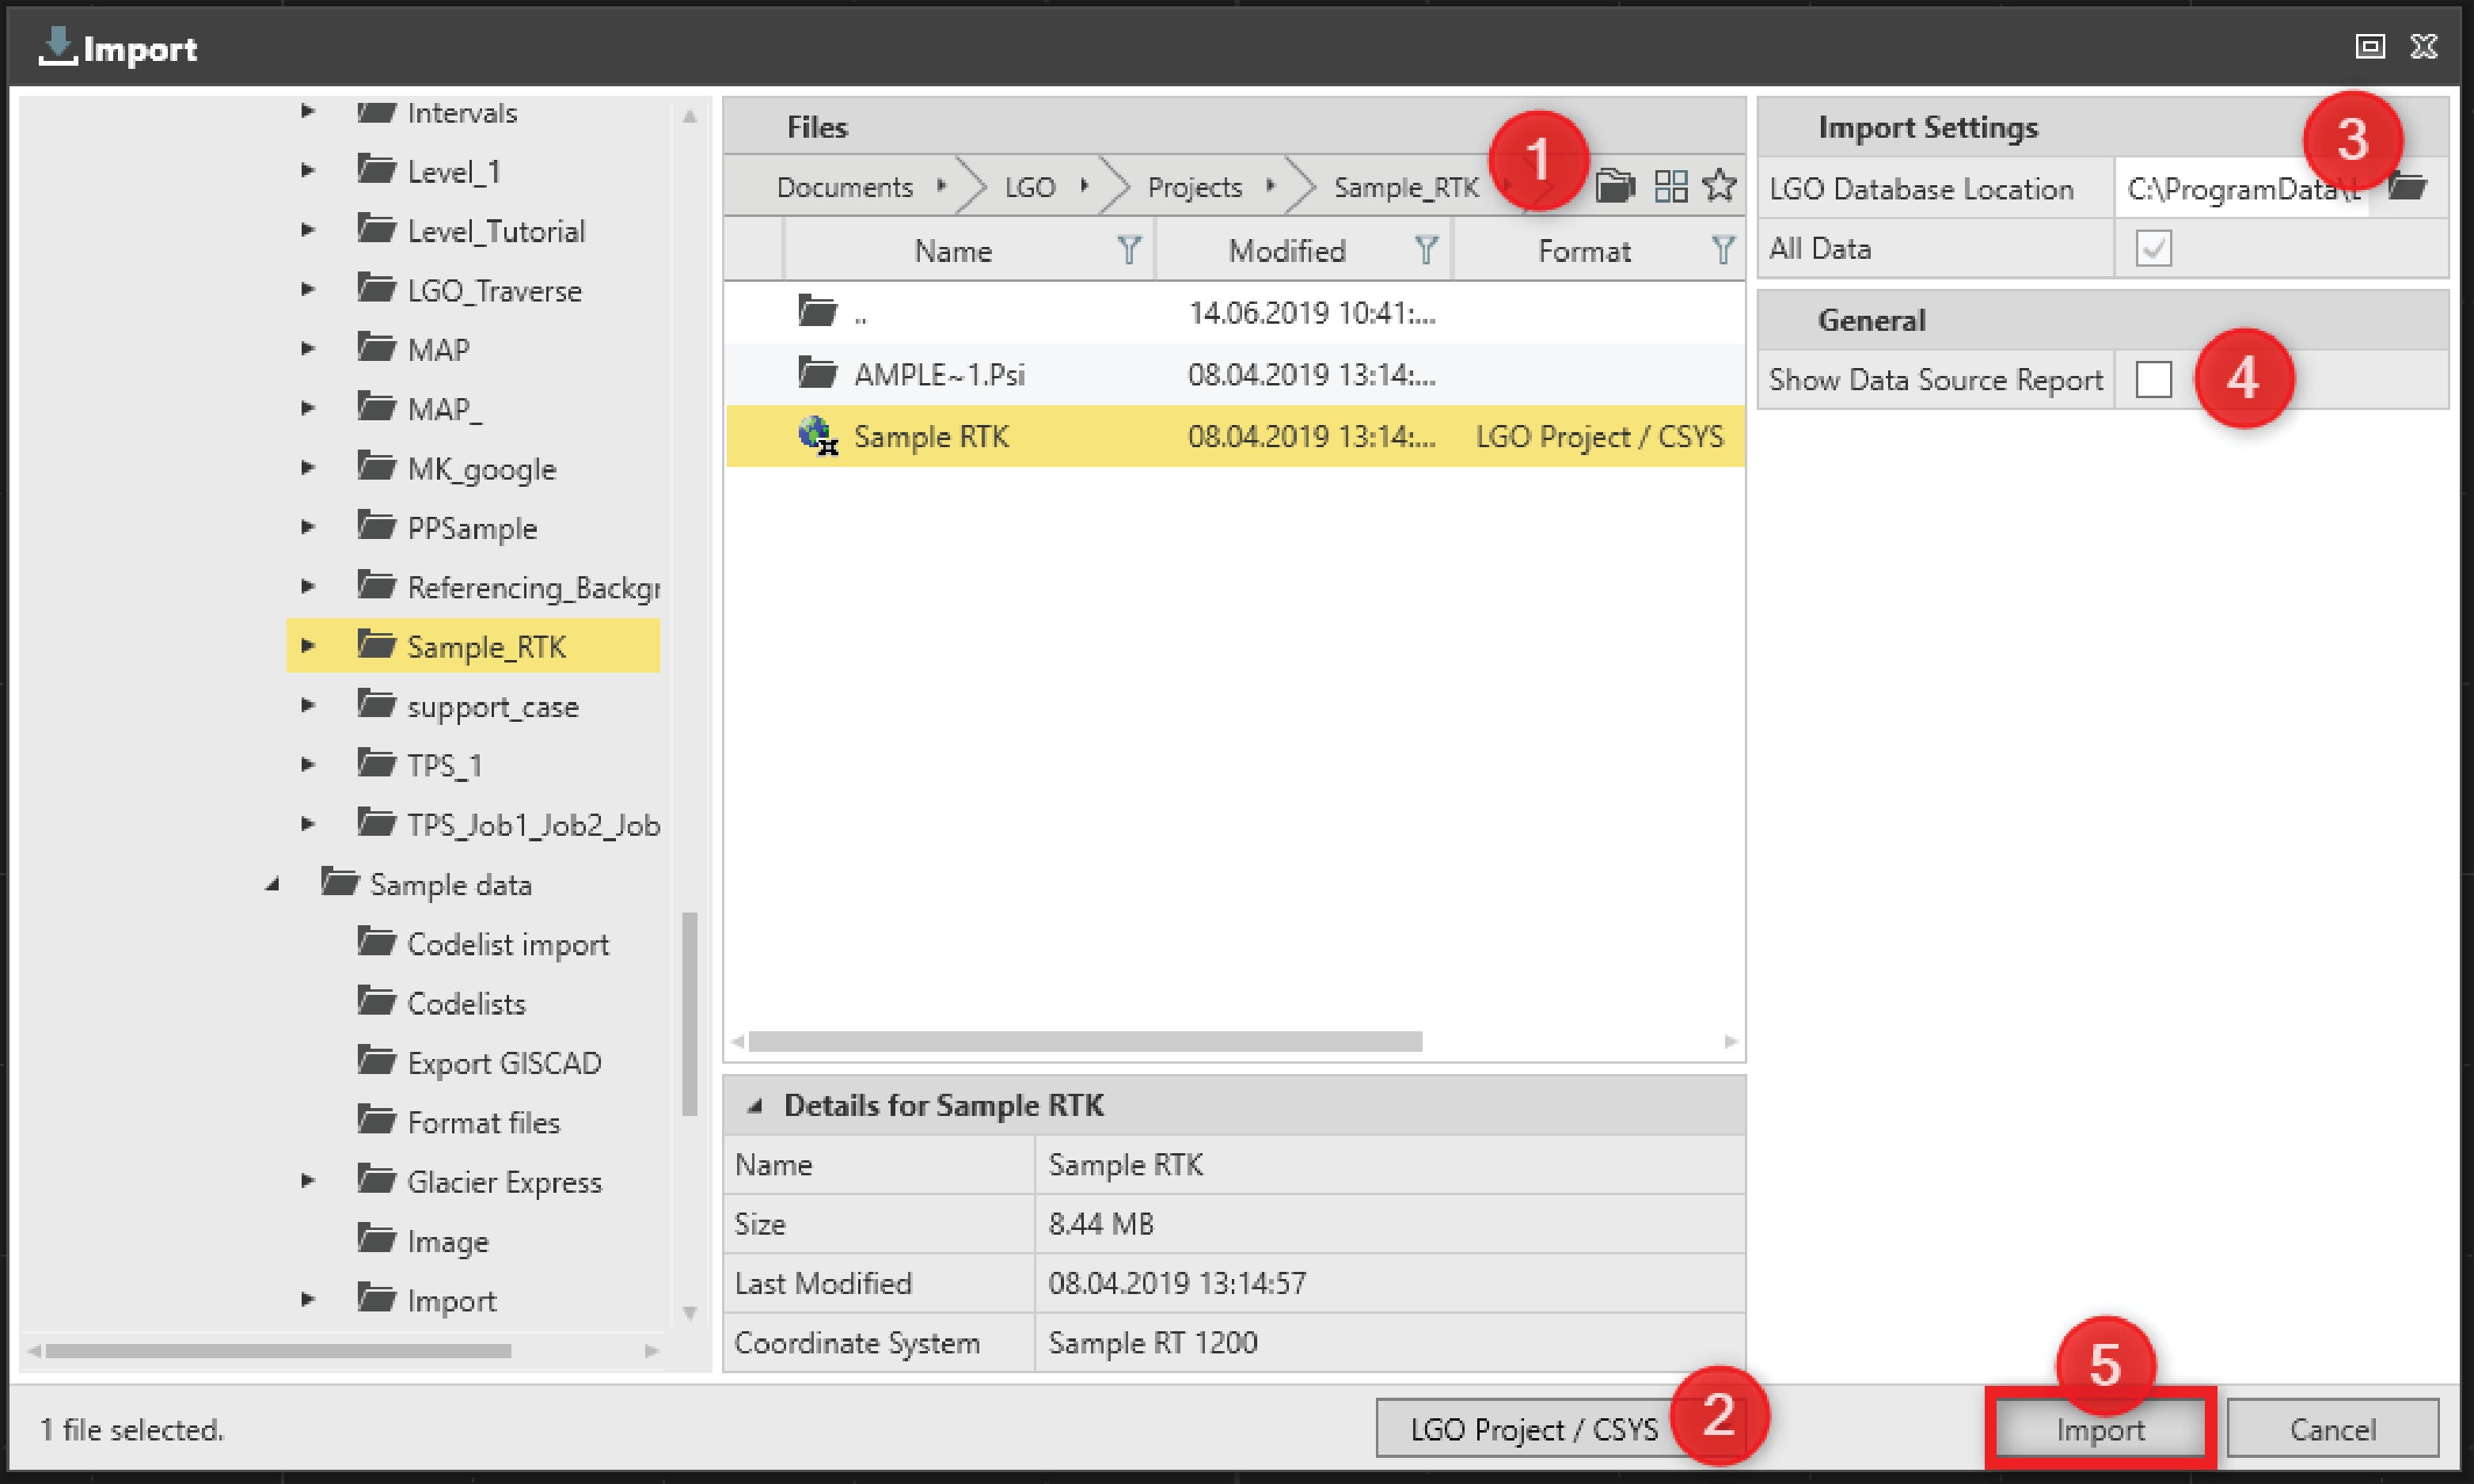 Import
Intervals
Level_1
Level_Tutorial
LGO_Traverse
MAP
MAP_
MK_google
PPSample
Referencing_Backgr
Sample_RTK
support_case
TPS_1
TPS_Job1_Job2_Job
Sample data
Codelist import
Codelists
Export GISCAD
Format files
Glacier Express
Image
Import
Files
Documents LGO Projects Sample_RTK 1
Name Modified Format
.. 14.06.2019 10:41:...
AMPLE~1.Psi 08.04.2019 13:14:...
Sample RTK 08.04.2019 13:14:... LGO Project / CSYS
Details for Sample RTK
Name Sample RTK
Size 8.44 MB
Last Modified 08.04.2019 13:14:57
Coordinate System Sample RT 1200
Import Settings 3
LGO Database Location C:\ProgramData\L
All Data
General
Show Data Source Report 4
1 file selected.
LGO Project / CSYS 2
5
Import Cancel